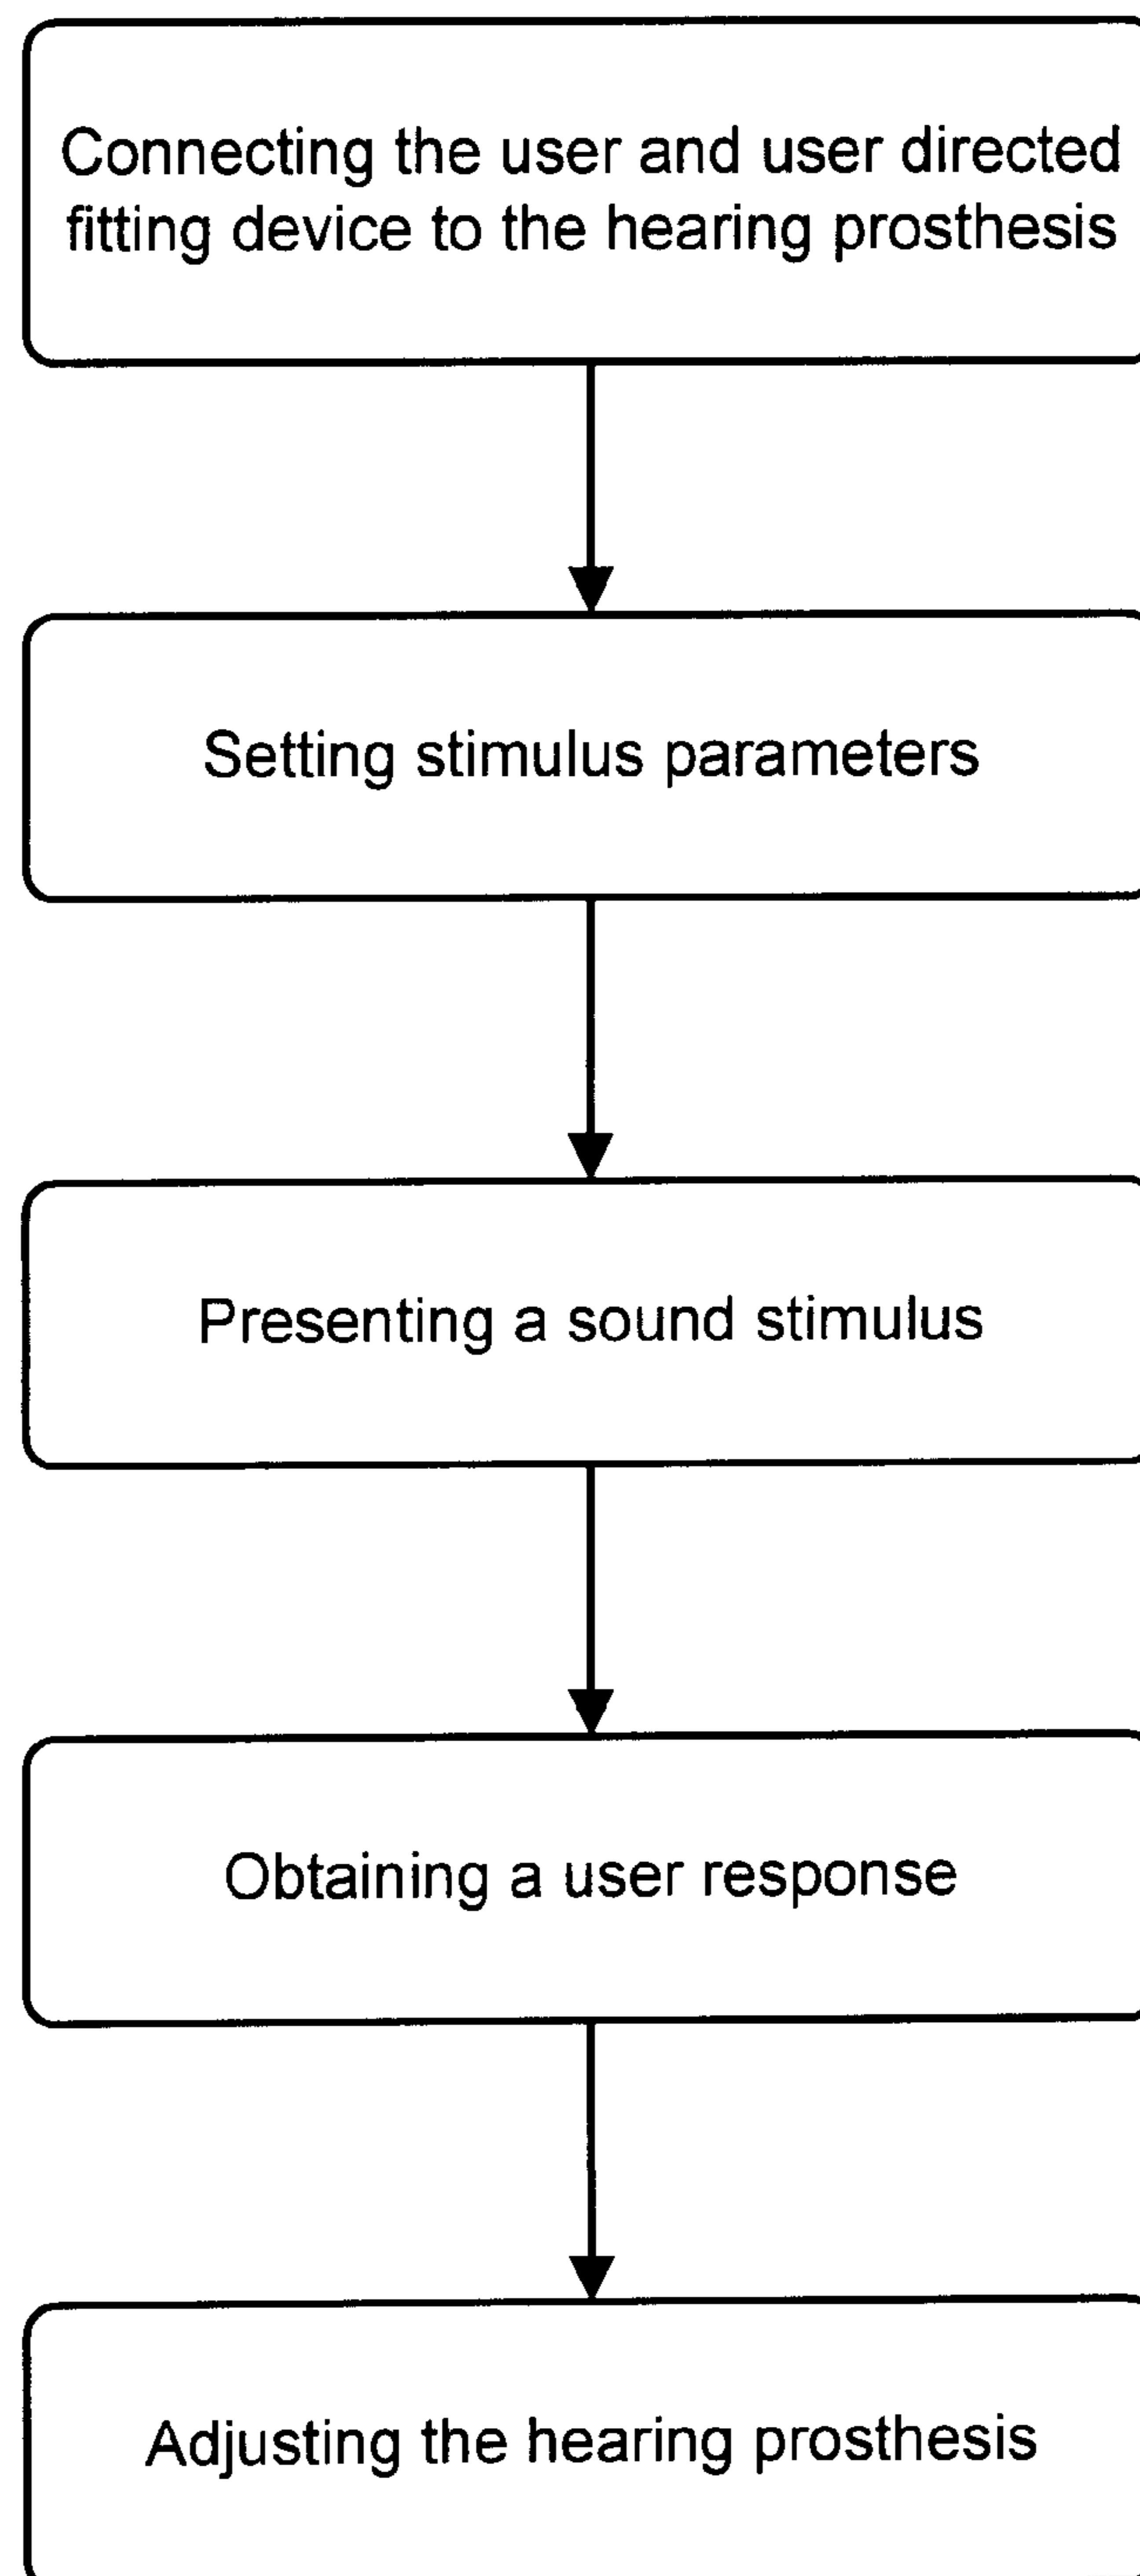 Connecting the user and user directed
fitting device to the hearing prosthesis
Setting stimulus parameters
Presenting a sound stimulus
Obtaining a user response
Adjusting the hearing prosthesis